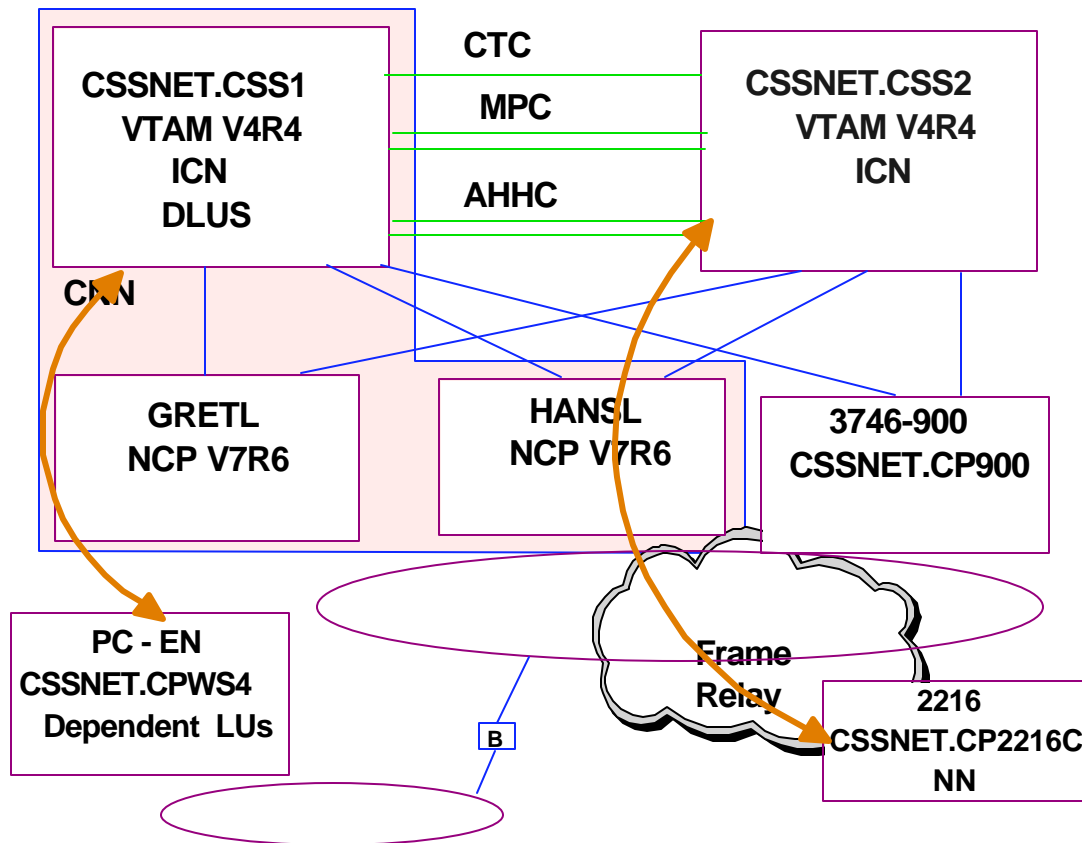 CTC
CSSNET.CSS1
VTAM V4R4
ICN
DLUS
MPC
AHHC
CSSNET.CSS2
VTAM V4R4
ICN
CNN
GRETL
NCP V7R6
HANSL
NCP V7R6
3746-900
CSSNET.CP900
PC - EN
CSSNET.CPWS4
Dependent LUs
B
Frame
Relay
2216
CSSNET.CP2216C
NN